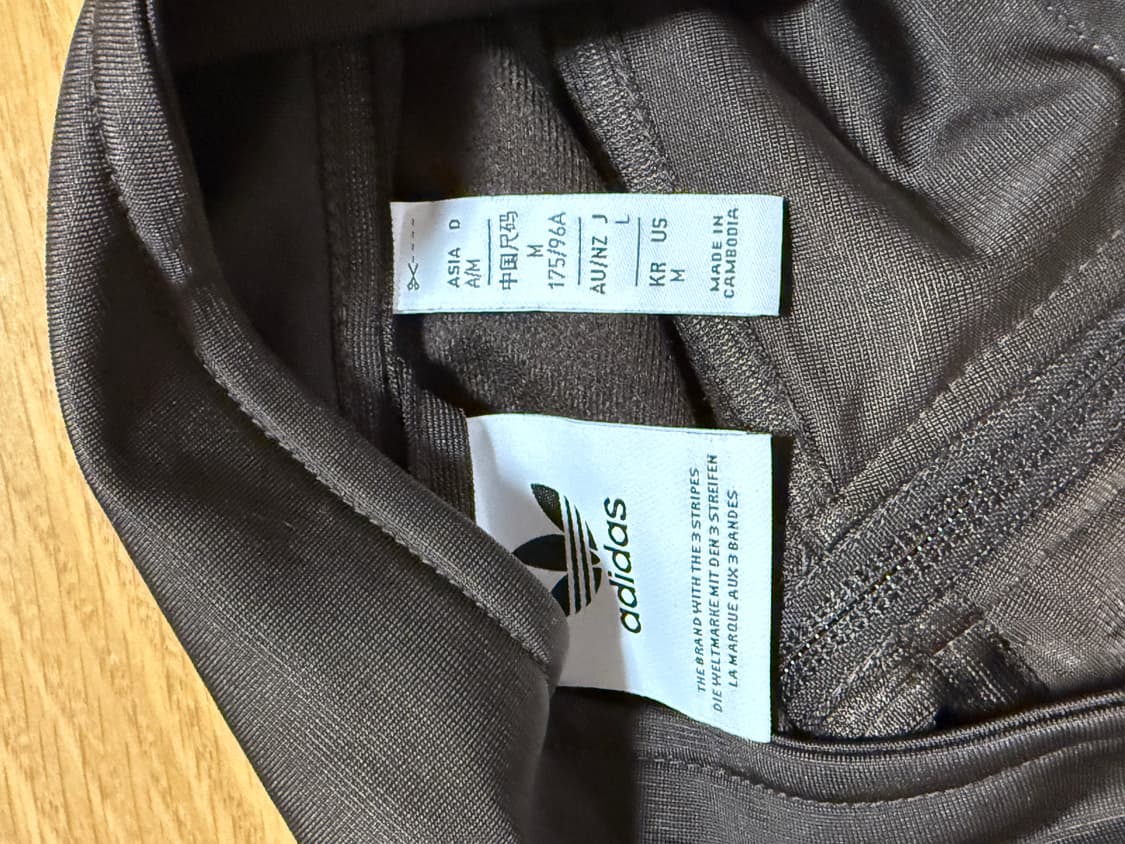 ASIA D
A/M
中国尺码
M
175/96A
AU/NZ J
L
KR US
M
MADE IN
CAMBODIA
adidas
THE BRAND WITH THE 3 STRIPES
DIE WELTMARKE MIT DEN 3 STREIFEN
LA MARQUE AUX 3 BANDES